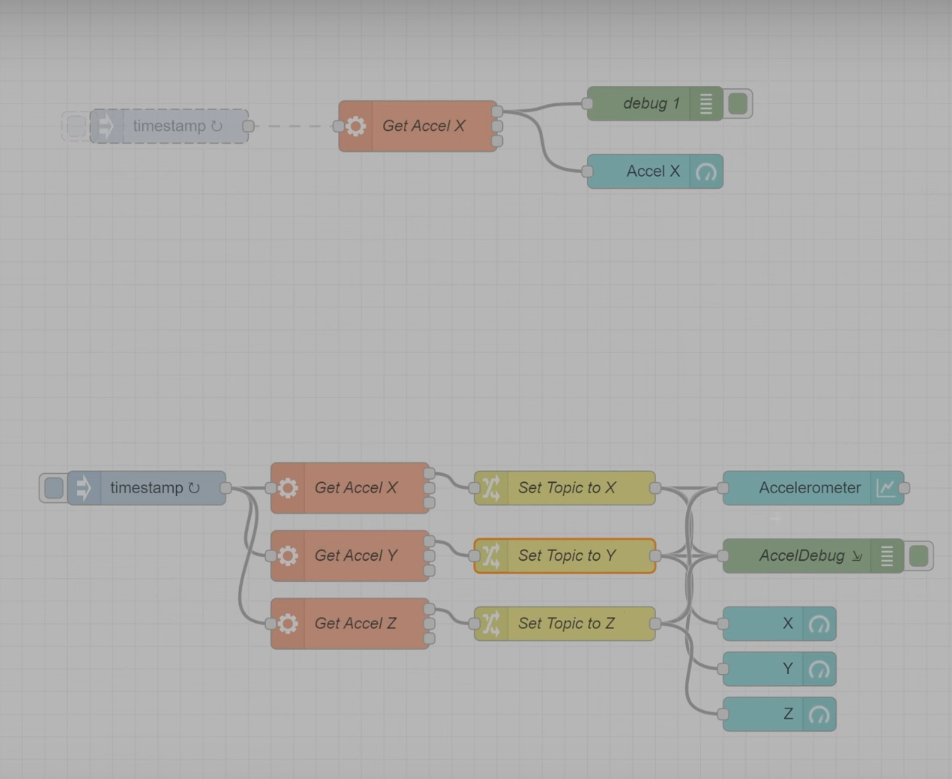 timestamp ↻
Get Accel X
debug 1
Accel X
timestamp ↻
Get Accel X
Set Topic to X
Accelerometer
Get Accel Y
Set Topic to Y
AccelDebug ⇲
Get Accel Z
Set Topic to Z
X
Y
Z